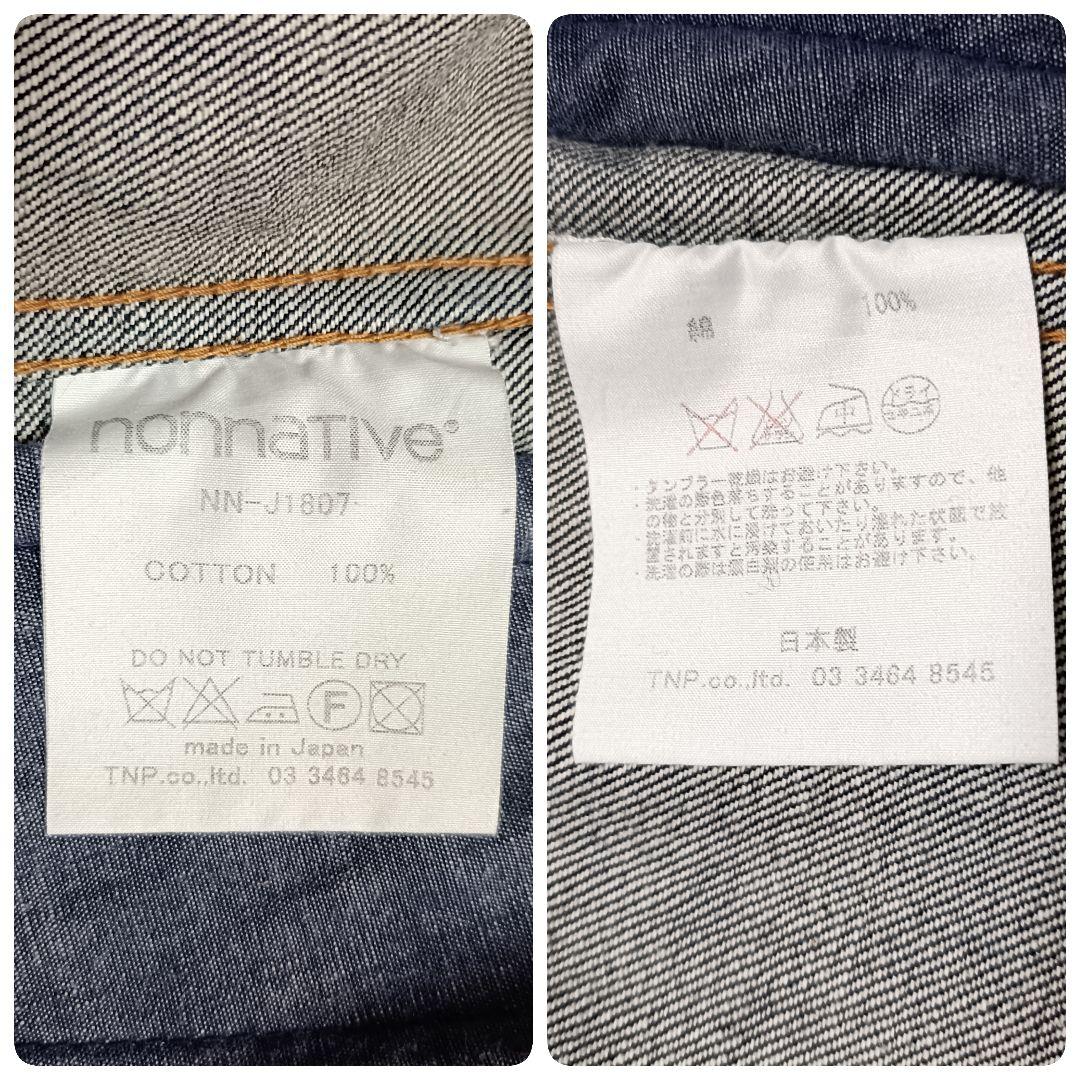 nonnative®
NN-J1807
COTTON 100%
DO NOT TUMBLE DRY
F
made in Japan
TNP.co.,ltd. 03 3464 8545
綿 100%
中 ドライ
・タンブラー乾燥はお避け下さい。
・洗濯の際色落ちすることがありますので、他
の物と分別して洗って下さい。
・洗濯前に水に浸けておいたり濡れた状態で放
置されますと汚染することがあります。
・洗濯の際は蛍白剤の使用はお避け下さい。
日本製
TNP.co.,ltd. 03 3464 8545